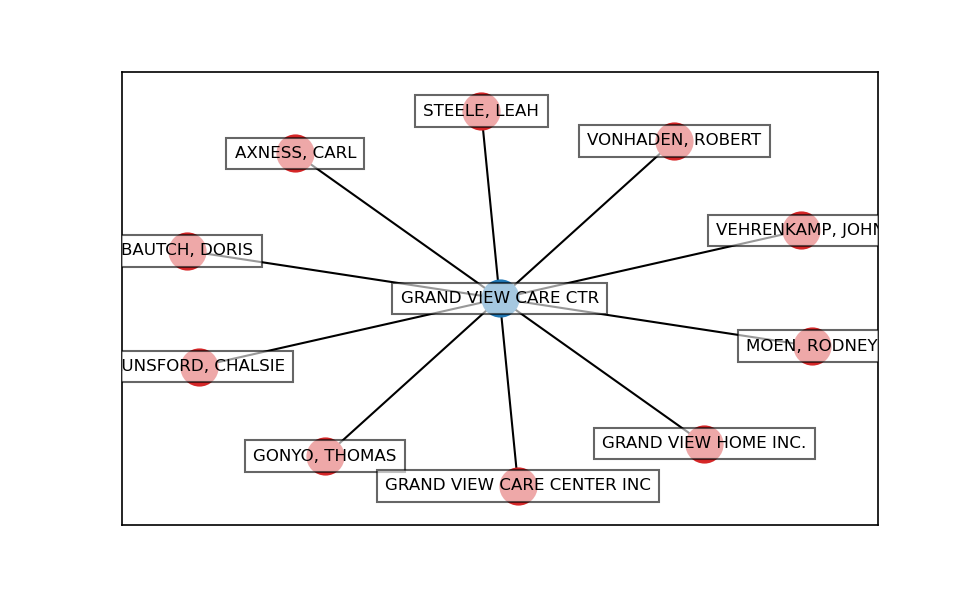 STEELE, LEAH
VONHADEN, ROBERT
AXNESS, CARL
VEHRENKAMP, JOHN
BAUTCH, DORIS
GRAND VIEW CARE CTR
MOEN, RODNEY
UNSFORD, CHALSIE
GRAND VIEW HOME INC.
GONYO, THOMAS
GRAND VIEW CARE CENTER INC